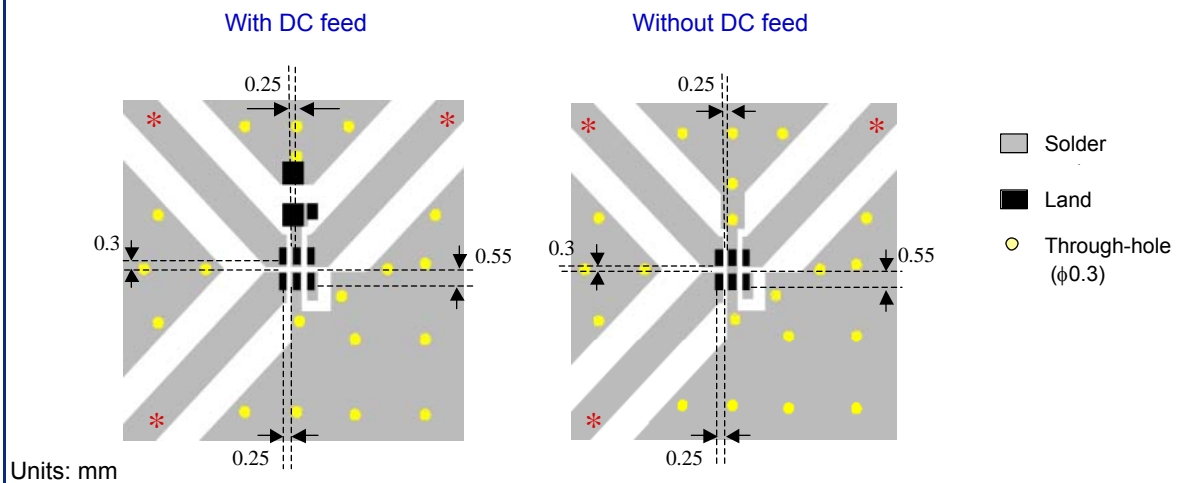 With DC feed
Without DC feed
0.25
0.25
*
*
*
*
Solder
Land
0.3
0.55
0.3
0.55
Through-hole
(ϕ0.3)
*
*
0.25
0.25
Units: mm